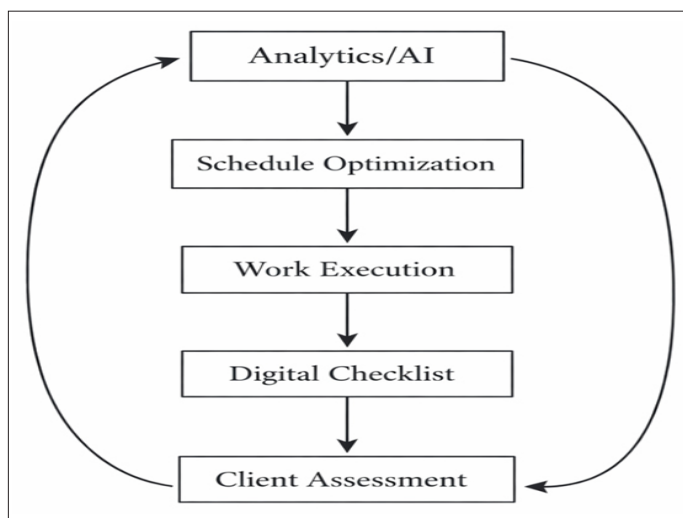 Analytics/AI
Schedule Optimization
Work Execution
Digital Checklist
Client Assessment